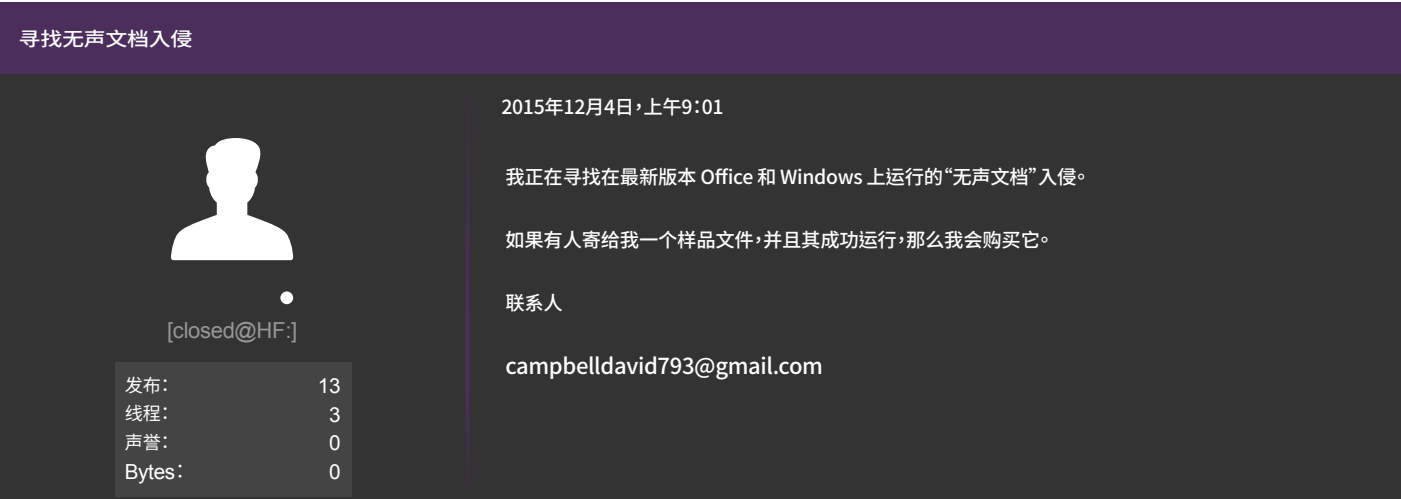 寻找无声文档入侵
2015年12月4日，上午9：01
我正在寻找在最新版本 Office 和 Windows 上运行的“无声文档”入侵。
如果有人寄给我一个样品文件，并且其成功运行，那么我会购买它。
联系人
campbelldavid793@gmail.com
[closed@HF:]
发布： 13
线程： 3
声誉： 0
Bytes： 0